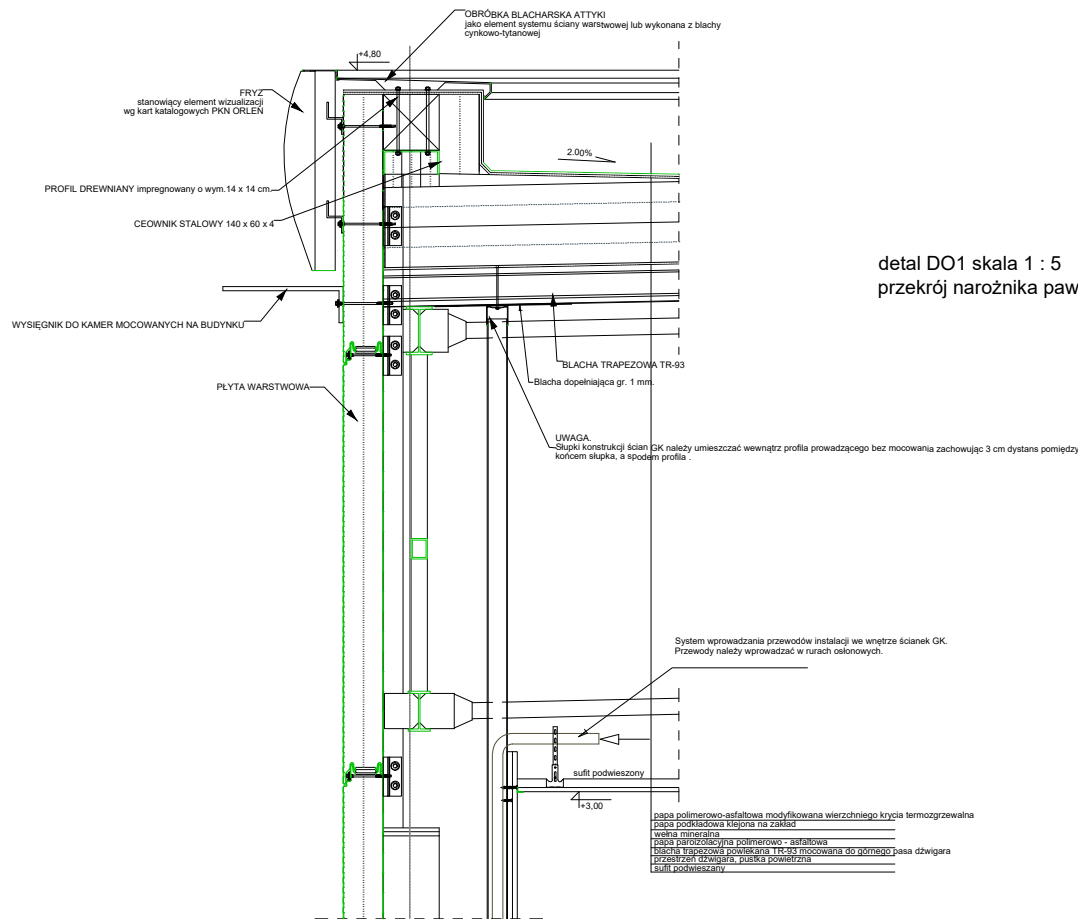 OBRÓBKA BLACHARSKA ATTYKI
jako element systemu ściany warstwowej lub wykonana z blachy
cynkowo-tytanowej
+4,80
FRYZ
stanowiący element wizualizacji
wg kart katalogowych PKN ORLEN
2.00%
PROFIL DREWNIANY impregnowany o wym.14 x 14 cm.
CEOWNIK STALOWY 140 x 60 x 4
detal DO1 skala 1 : 5
przekrój narożnika paw
WYSIĘGNIK DO KAMER MOCOWANYCH NA BUDYNKU
BLACHA TRAPEZOWA TR-93
Blacha dopełniająca gr. 1 mm.
PŁYTA WARSTWOWA
UWAGA.
Słupki konstrukcji ścian GK należy umieszczać wewnątrz profila prowadzącego bez mocowania zachowując 3 cm dystans pomiędzy
końcem słupka, a spodem profila .
System wprowadzania przewodów instalacji we wnętrze ścianek GK.
Przewody należy wprowadzać w rurach osłonowych.
sufit podwieszony
+3,00
papa polimerowo-asfaltowa modyfikowana wierzchniego krycia termozgrzewalna
papa podkładowa klejona na zakład
wełna mineralna
papa paroizolacyjna polimerowo - asfaltowa
blacha trapezowa powlekana TR-93 mocowana do górnego pasa dźwigara
przestrzeń dźwigara, pustka powietrzna
sufit podwieszany